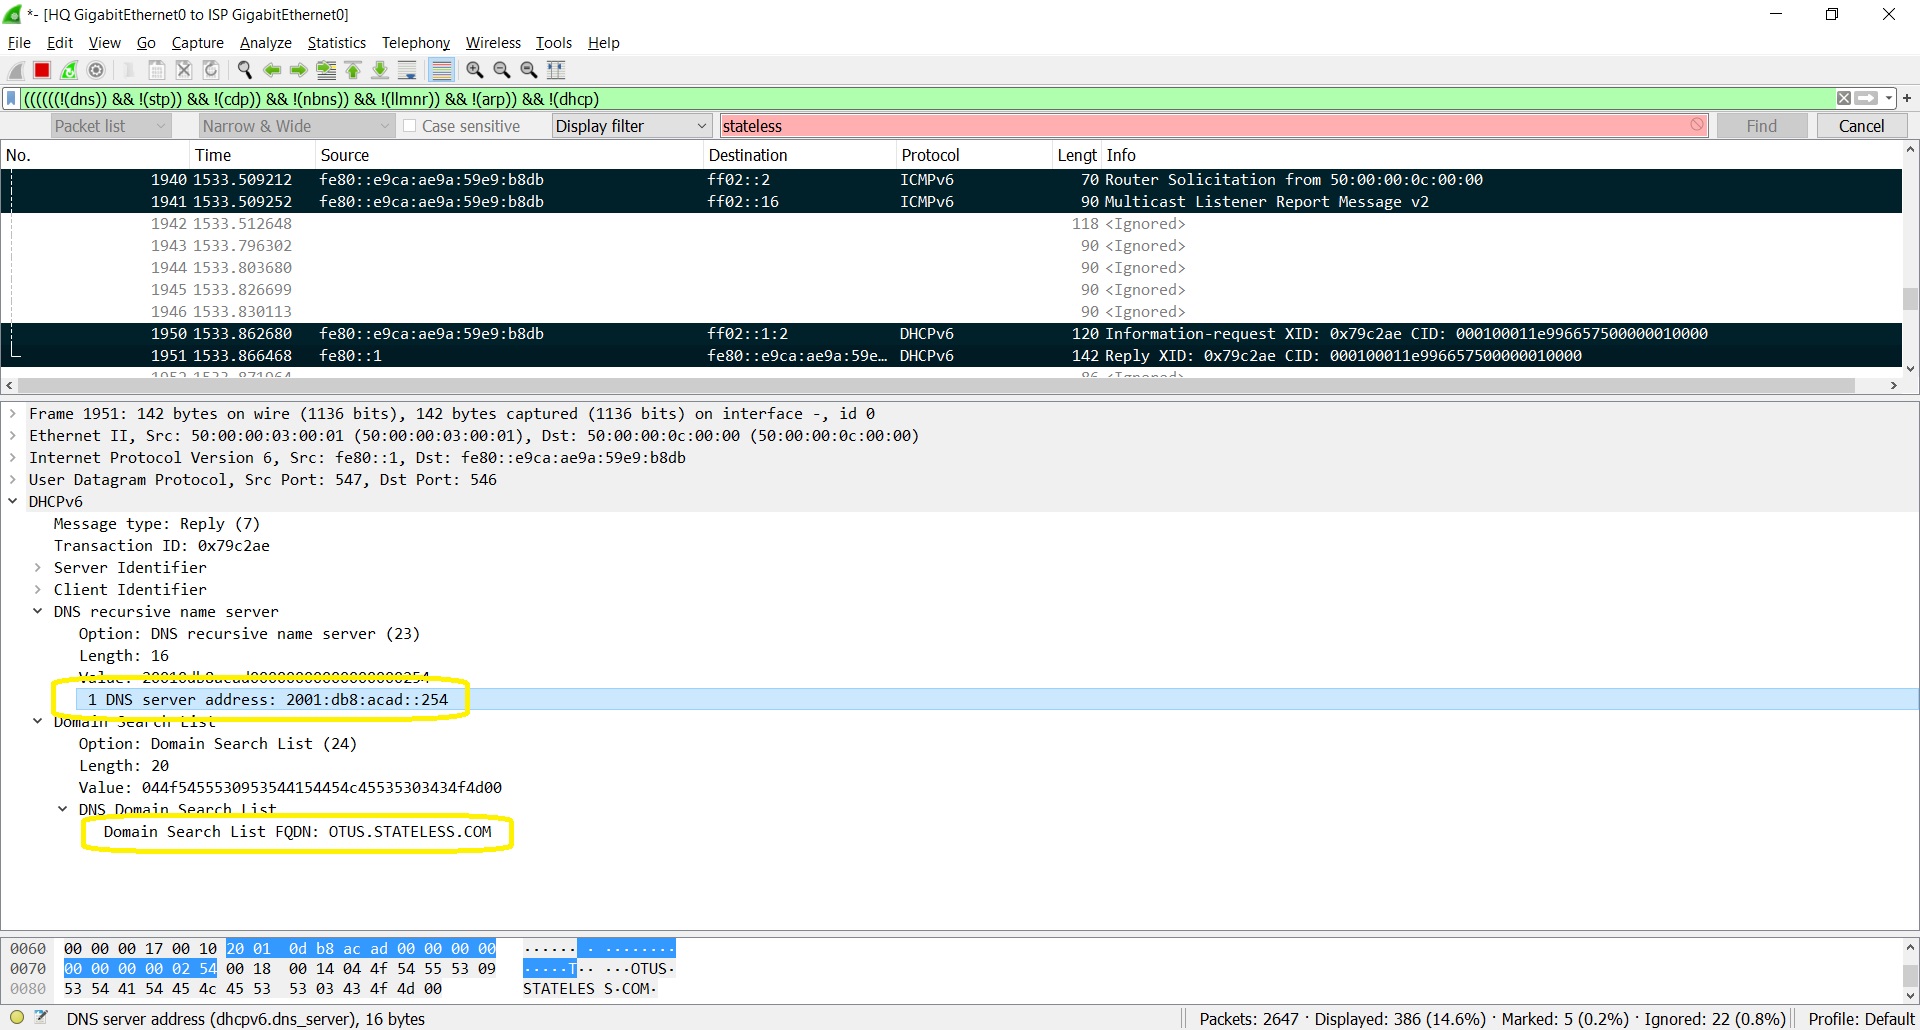 *- [HQ GigabitEthernet0 to ISP GigabitEthernet0]
File Edit View Go Capture Analyze Statistics Telephony Wireless Tools Help
((((((!(dns)) && !(stp)) && !(cdp)) && !(nbns)) && !(llmnr)) && !(arp)) && !(dhcp)
Packet list Narrow & Wide Case sensitive Display filter stateless Find Cancel
No. Time Source Destination Protocol Lengt Info
1940 1533.509212 fe80::e9ca:ae9a:59e9:b8db ff02::2 ICMPv6 70 Router Solicitation from 50:00:00:0c:00:00
1941 1533.509252 fe80::e9ca:ae9a:59e9:b8db ff02::16 ICMPv6 90 Multicast Listener Report Message v2
1942 1533.512648 118 <Ignored>
1943 1533.796302 90 <Ignored>
1944 1533.803680 90 <Ignored>
1945 1533.826699 90 <Ignored>
1946 1533.830113 90 <Ignored>
1950 1533.862680 fe80::e9ca:ae9a:59e9:b8db ff02::1:2 DHCPv6 120 Information-request XID: 0x79c2ae CID: 000100011e996657500000010000
1951 1533.866468 fe80::1 fe80::e9ca:ae9a:59e… DHCPv6 142 Reply XID: 0x79c2ae CID: 000100011e996657500000010000
1952 1533.871964 86 <Ignored>
Frame 1951: 142 bytes on wire (1136 bits), 142 bytes captured (1136 bits) on interface -, id 0
Ethernet II, Src: 50:00:00:03:00:01 (50:00:00:03:00:01), Dst: 50:00:00:0c:00:00 (50:00:00:0c:00:00)
Internet Protocol Version 6, Src: fe80::1, Dst: fe80::e9ca:ae9a:59e9:b8db
User Datagram Protocol, Src Port: 547, Dst Port: 546
DHCPv6
Message type: Reply (7)
Transaction ID: 0x79c2ae
Server Identifier
Client Identifier
DNS recursive name server
Option: DNS recursive name server (23)
Length: 16
Value: 20010db8acad00000000000000000254
1 DNS server address: 2001:db8:acad::254
Domain Search List
Option: Domain Search List (24)
Length: 20
Value: 044f5455530953544154454c45535303434f4d00
DNS Domain Search List
Domain Search List FQDN: OTUS.STATELESS.COM
0060 00 00 00 17 00 10 20 01 0d b8 ac ad 00 00 00 00 ······ · ········
0070 00 00 00 00 02 54 00 18 00 14 04 4f 54 55 53 09 ·····T·· ···OTUS·
0080 53 54 41 54 45 4c 45 53 53 03 43 4f 4d 00 STATELES S·COM·
DNS server address (dhcpv6.dns_server), 16 bytes Packets: 2647 · Displayed: 386 (14.6%) · Marked: 5 (0.2%) · Ignored: 22 (0.8%) Profile: Default